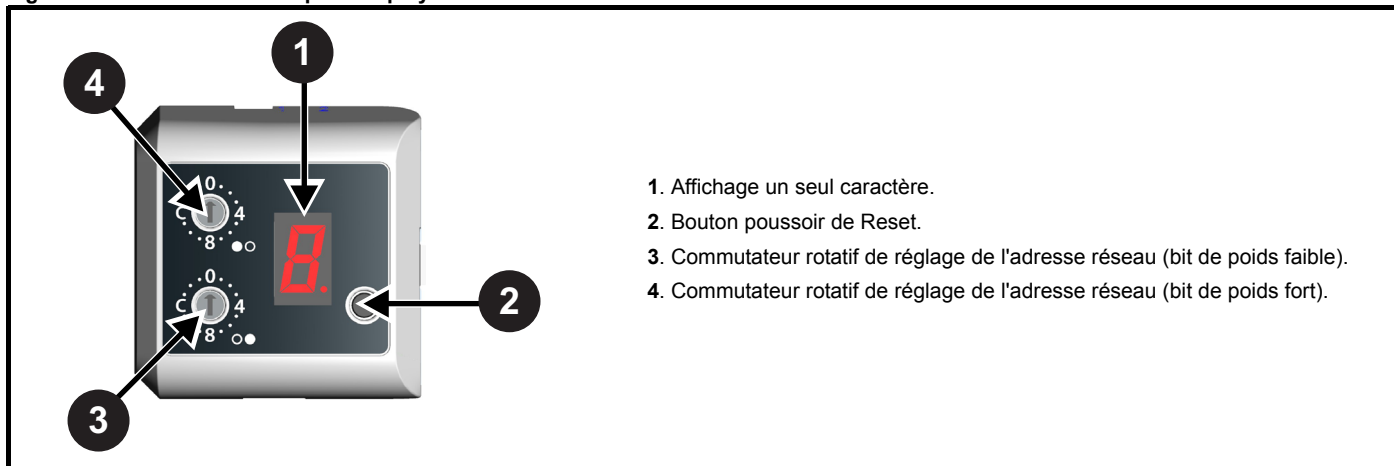 1
4
0
C
4
8
8.
0
C
4
8
2
3
1. Affichage un seul caractère.
2. Bouton poussoir de Reset.
3. Commutateur rotatif de réglage de l'adresse réseau (bit de poids faible).
4. Commutateur rotatif de réglage de l'adresse réseau (bit de poids fort).